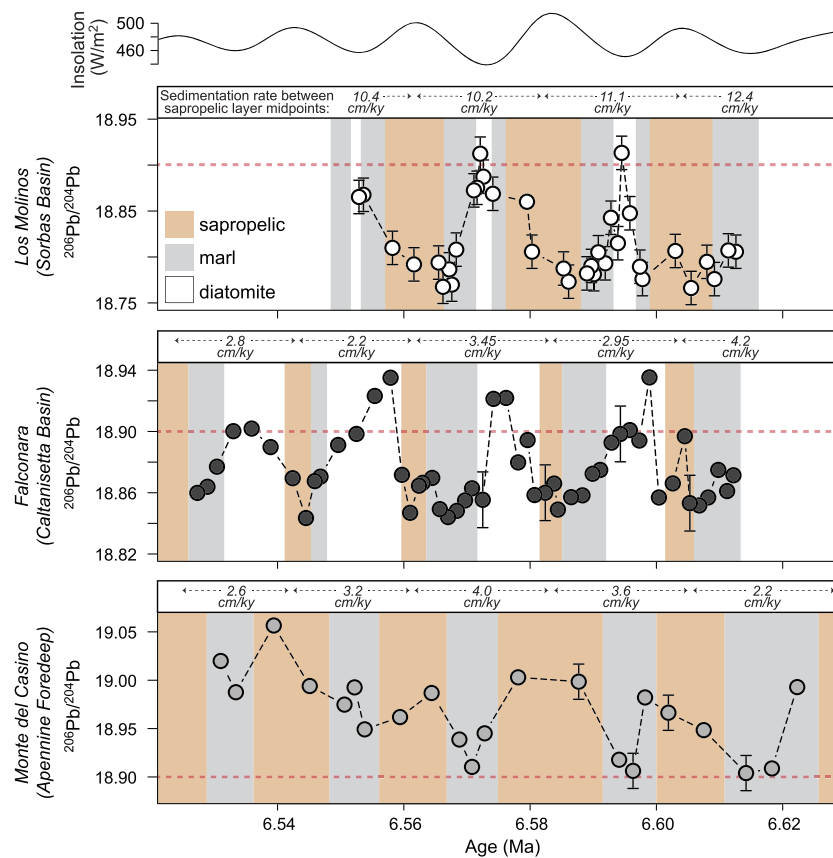 Insolation
(W/m²)
500
460
Sedimentation rate between
sapropelic layer midpoints:
10.4
cm/ky
10.2
cm/ky
11.1
cm/ky
12.4
cm/ky
Los Molinos
(Sorbas Basin)
²⁰⁶Pb/²⁰⁴Pb
18.95
18.85
18.75
sapropelic
marl
diatomite
2.8
cm/ky
2.2
cm/ky
3.45
cm/ky
2.95
cm/ky
4.2
cm/ky
Falconara
(Caltanisetta Basin)
²⁰⁶Pb/²⁰⁴Pb
18.94
18.90
18.86
18.82
2.6
cm/ky
3.2
cm/ky
4.0
cm/ky
3.6
cm/ky
2.2
cm/ky
Monte del Casino
(Apennine Foredeep)
²⁰⁶Pb/²⁰⁴Pb
19.05
19.00
18.95
18.90
6.54
6.56
6.58
6.60
6.62
Age (Ma)